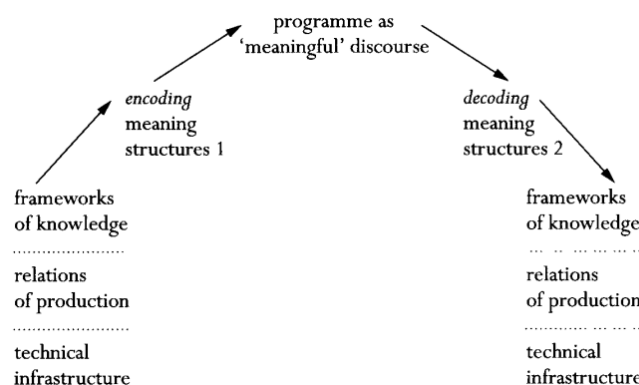 programme as
'meaningful' discourse
encoding
meaning
structures 1
decoding
meaning
structures 2
frameworks
of knowledge
relations
of production
technical
infrastructure
frameworks
of knowledge
relations
of production
technical
infrastructure